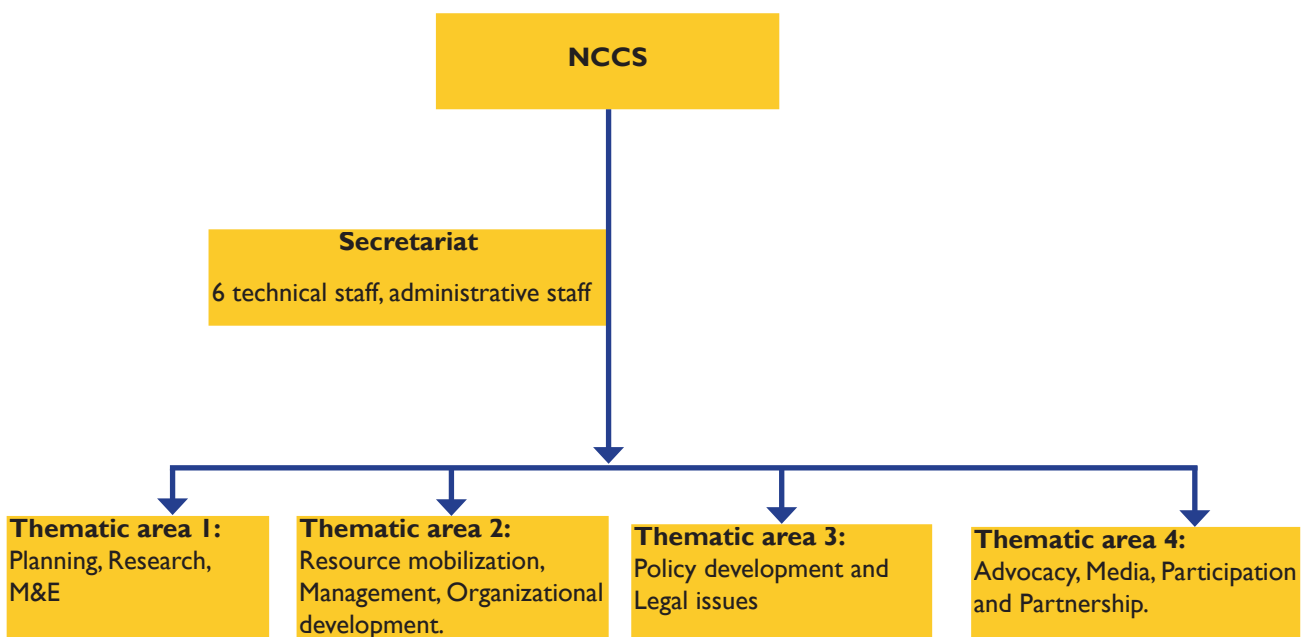 NCCS
Secretariat
6 technical staff, administrative staff
Thematic area 1:
Planning, Research,
M&E
Thematic area 2:
Resource mobilization,
Management, Organizational
development.
Thematic area 3:
Policy development and
Legal issues
Thematic area 4:
Advocacy, Media, Participation
and Partnership.